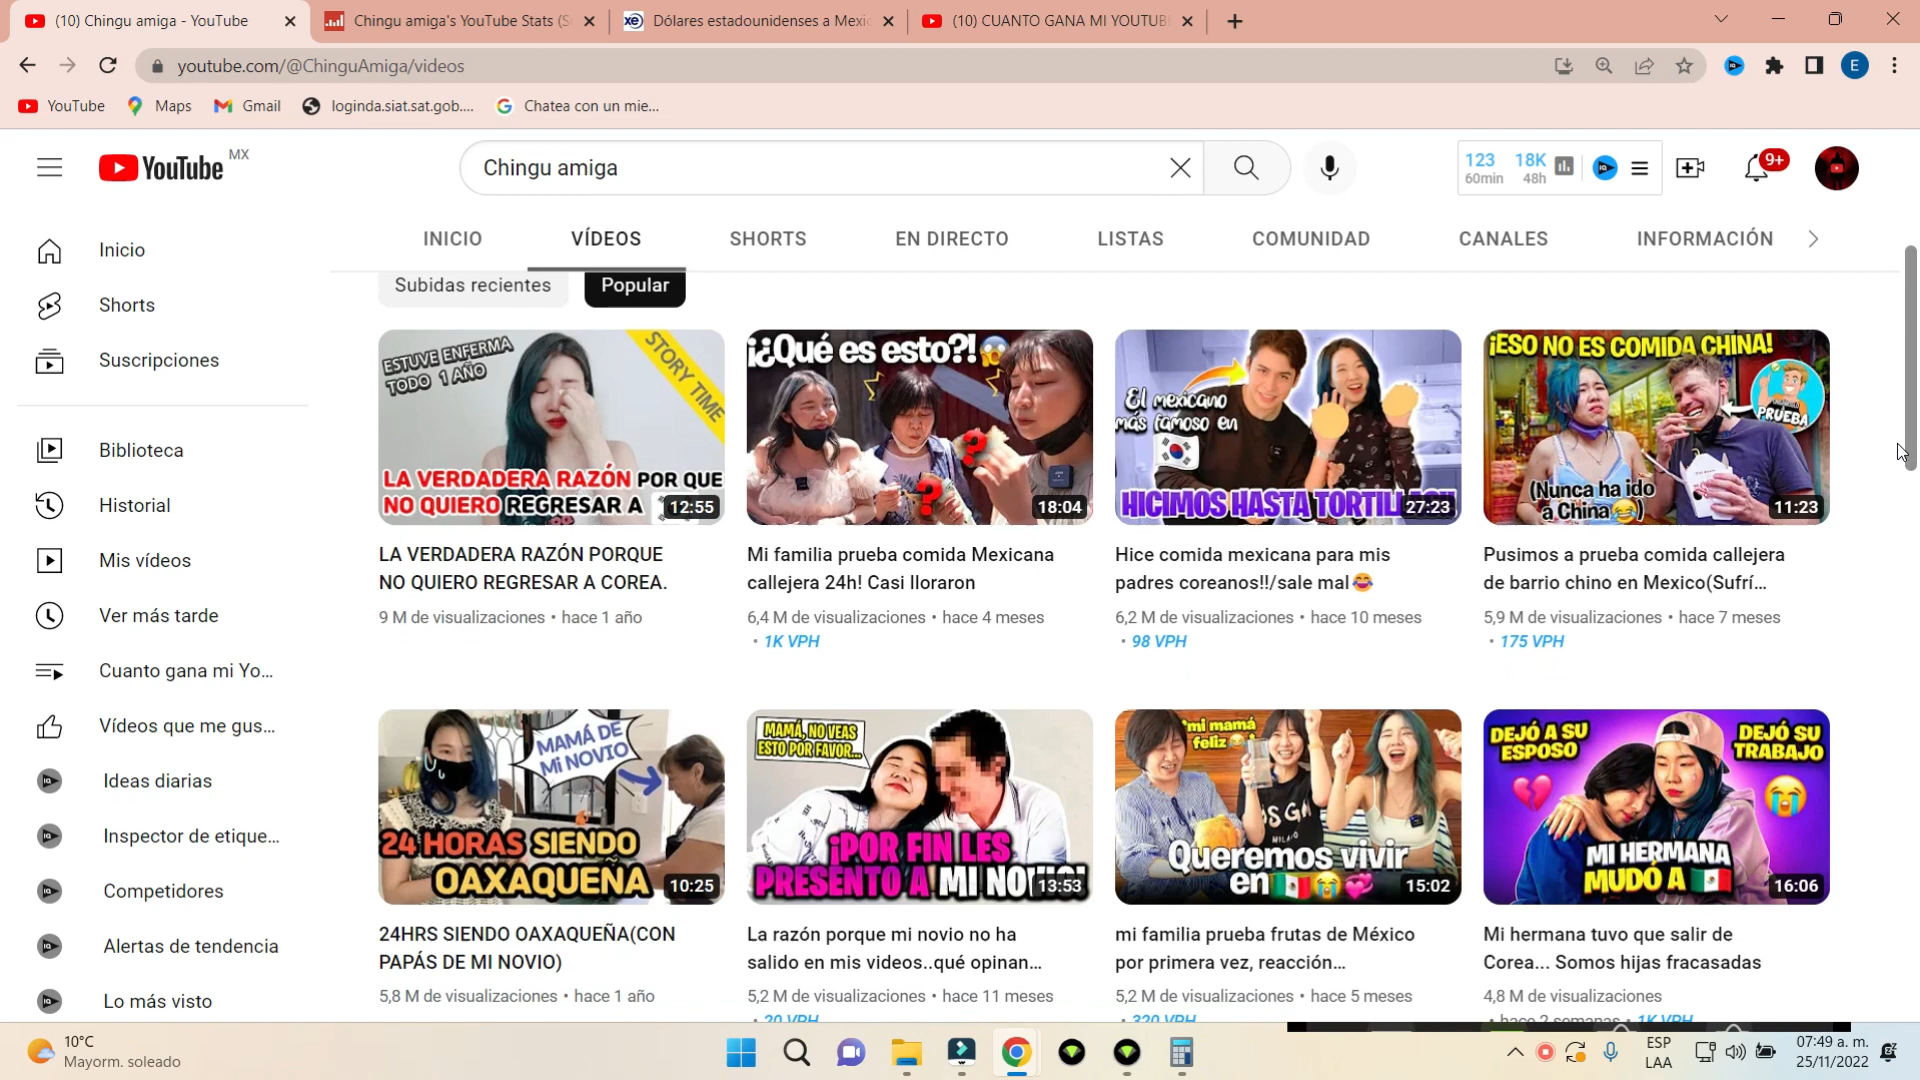 (10) Chingu amiga - YouTube
Chingu amiga's YouTube Stats (S
Dólares estadounidenses a Mexic
(10) CUANTO GANA MI YOUTUB
youtube.com/@ChinguAmiga/videos
E
YouTube
Maps
Gmail
loginda.siat.sat.gob....
Chatea con un mie...
YouTube MX
Chingu amiga
123
60min
18K
48h
9+
INICIO
VÍDEOS
SHORTS
EN DIRECTO
LISTAS
COMUNIDAD
CANALES
INFORMACIÓN
Inicio
Shorts
Suscripciones
Biblioteca
Historial
Mis vídeos
Ver más tarde
Cuanto gana mi Yo...
Vídeos que me gus...
Ideas diarias
Inspector de etique...
Competidores
Alertas de tendencia
Lo más visto
Subidas recientes
Popular
ESTUVE ENFERMA
TODO 1 AÑO
STORY TIME
LA VERDADERA RAZÓN POR QUE
NO QUIERO REGRESAR A
12:55
LA VERDADERA RAZÓN PORQUE
NO QUIERO REGRESAR A COREA.
9 M de visualizaciones • hace 1 año
¡¿Qué es esto?!
18:04
Mi familia prueba comida Mexicana
callejera 24h! Casi lloraron
6,4 M de visualizaciones • hace 4 meses
• 1K VPH
El mexicano
más famoso en
HICIMOS HASTA TORTILL
27:23
Hice comida mexicana para mis
padres coreanos!!/sale mal😂
6,2 M de visualizaciones • hace 10 meses
• 98 VPH
¡ESO NO ES COMIDA CHINA!
PRUEBA
(Nunca ha ido
a China😂)
11:23
Pusimos a prueba comida callejera
de barrio chino en Mexico(Sufrí...
5,9 M de visualizaciones • hace 7 meses
• 175 VPH
MAMÁ DE
Mi NOVIO
24 HORAS SIENDO
OAXAQUEÑA
10:25
24HRS SIENDO OAXAQUEÑA(CON
PAPÁS DE MI NOVIO)
5,8 M de visualizaciones • hace 1 año
MAMÁ, NO VEAS
ESTO POR FAVOR...
¡POR FIN LES
PRESENTO A MI NOVIO!
13:53
La razón porque mi novio no ha
salido en mis videos..qué opinan...
5,2 M de visualizaciones • hace 11 meses
• 20 VPH
*mi mamá
feliz
Queremos vivir
en
15:02
mi familia prueba frutas de México
por primera vez, reacción...
5,2 M de visualizaciones • hace 5 meses
• 320 VPH
DEJÓ A SU
ESPOSO
DEJÓ SU
TRABAJO
MI HERMANA
MUDÓ A
16:06
Mi hermana tuvo que salir de
Corea... Somos hijas fracasadas
4,8 M de visualizaciones
• hace 2 semanas • 1K VPH
10°C
Mayorm. soleado
ESP
LAA
07:49 a. m.
25/11/2022